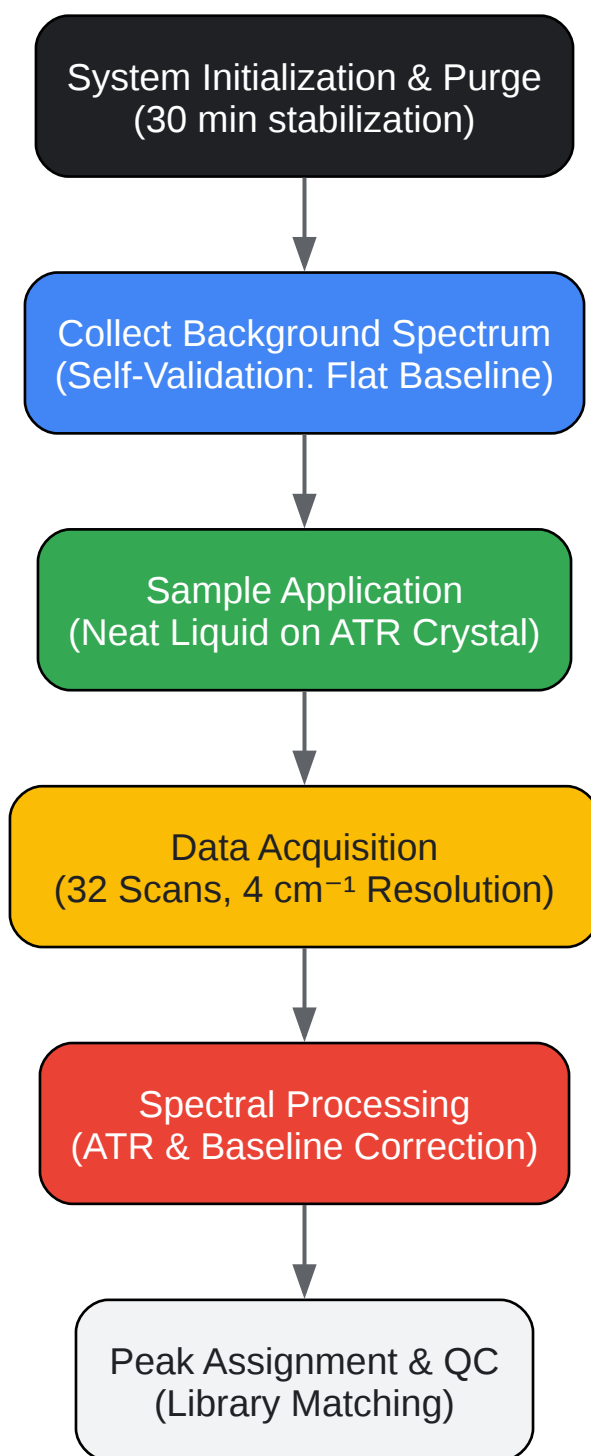 System Initialization & Purge
(30 min stabilization)
Collect Background Spectrum
(Self-Validation: Flat Baseline)
Sample Application
(Neat Liquid on ATR Crystal)
Data Acquisition
(32 Scans, 4 cm⁻¹ Resolution)
Spectral Processing
(ATR & Baseline Correction)
Peak Assignment & QC
(Library Matching)